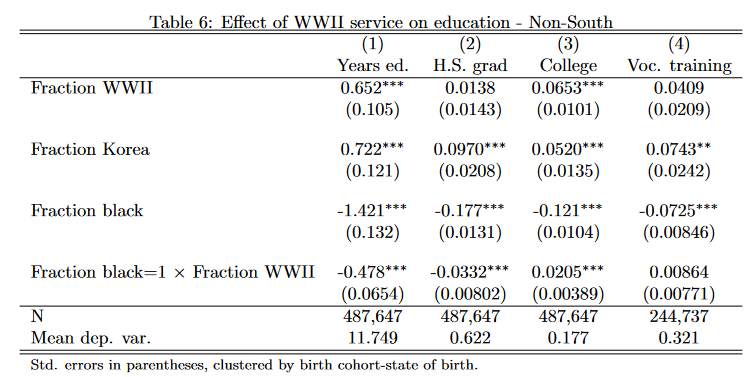 Table 6: Effect of WWII service on education - Non-South
(1) (2) (3) (4)
Years ed. H.S. grad College Voc. training
Fraction WWII 0.652*** 0.0138 0.0653*** 0.0409
(0.105) (0.0143) (0.0101) (0.0209)
Fraction Korea 0.722*** 0.0970*** 0.0520*** 0.0743**
(0.121) (0.0208) (0.0135) (0.0242)
Fraction black -1.421*** -0.177*** -0.121*** -0.0725***
(0.132) (0.0131) (0.0104) (0.00846)
Fraction black=1 × Fraction WWII -0.478*** -0.0332*** 0.0205*** 0.00864
(0.0654) (0.00802) (0.00389) (0.00771)
N 487,647 487,647 487,647 244,737
Mean dep. var. 11.749 0.622 0.177 0.321
Std. errors in parentheses, clustered by birth cohort-state of birth.